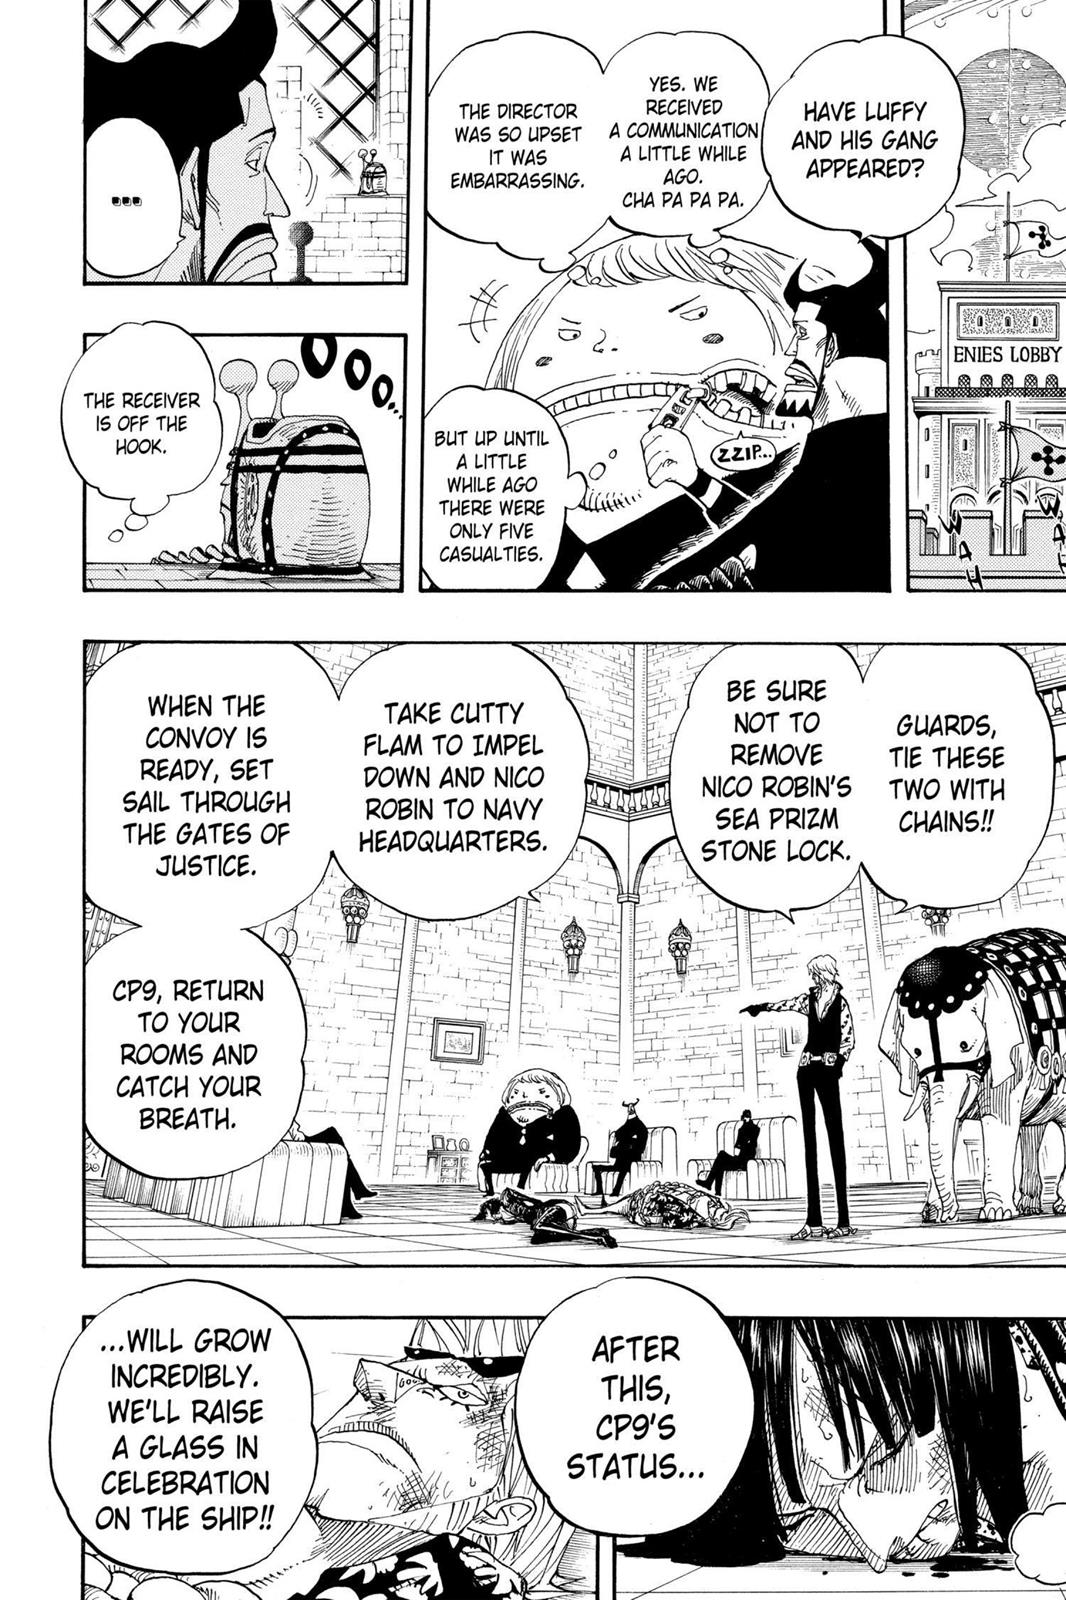 ENIES LOBBY
WA
HA
WA
HA
HAVE LUFFY
AND HIS GANG
APPEARED?
YES. WE
RECEIVED
A COMMUNICATION
A LITTLE WHILE
AGO.
CHA PA PA PA.
THE DIRECTOR
WAS SO UPSET
IT WAS
EMBARRASSING.
ZZIP...
BUT UP UNTIL
A LITTLE
WHILE AGO
THERE WERE
ONLY FIVE
CASUALTIES.
...
OOO...
THE RECEIVER
IS OFF THE
HOOK.
GUARDS,
TIE THESE
TWO WITH
CHAINS!!
BE SURE
NOT TO
REMOVE
NICO ROBIN'S
SEA PRIZM
STONE LOCK.
TAKE CUTTY
FLAM TO IMPEL
DOWN AND NICO
ROBIN TO NAVY
HEADQUARTERS.
WHEN THE
CONVOY IS
READY, SET
SAIL THROUGH
THE GATES OF
JUSTICE.
CP9, RETURN
TO YOUR
ROOMS AND
CATCH YOUR
BREATH.
AFTER
THIS,
CP9'S
STATUS...
...WILL GROW
INCREDIBLY.
WE'LL RAISE
A GLASS IN
CELEBRATION
ON THE SHIP!!